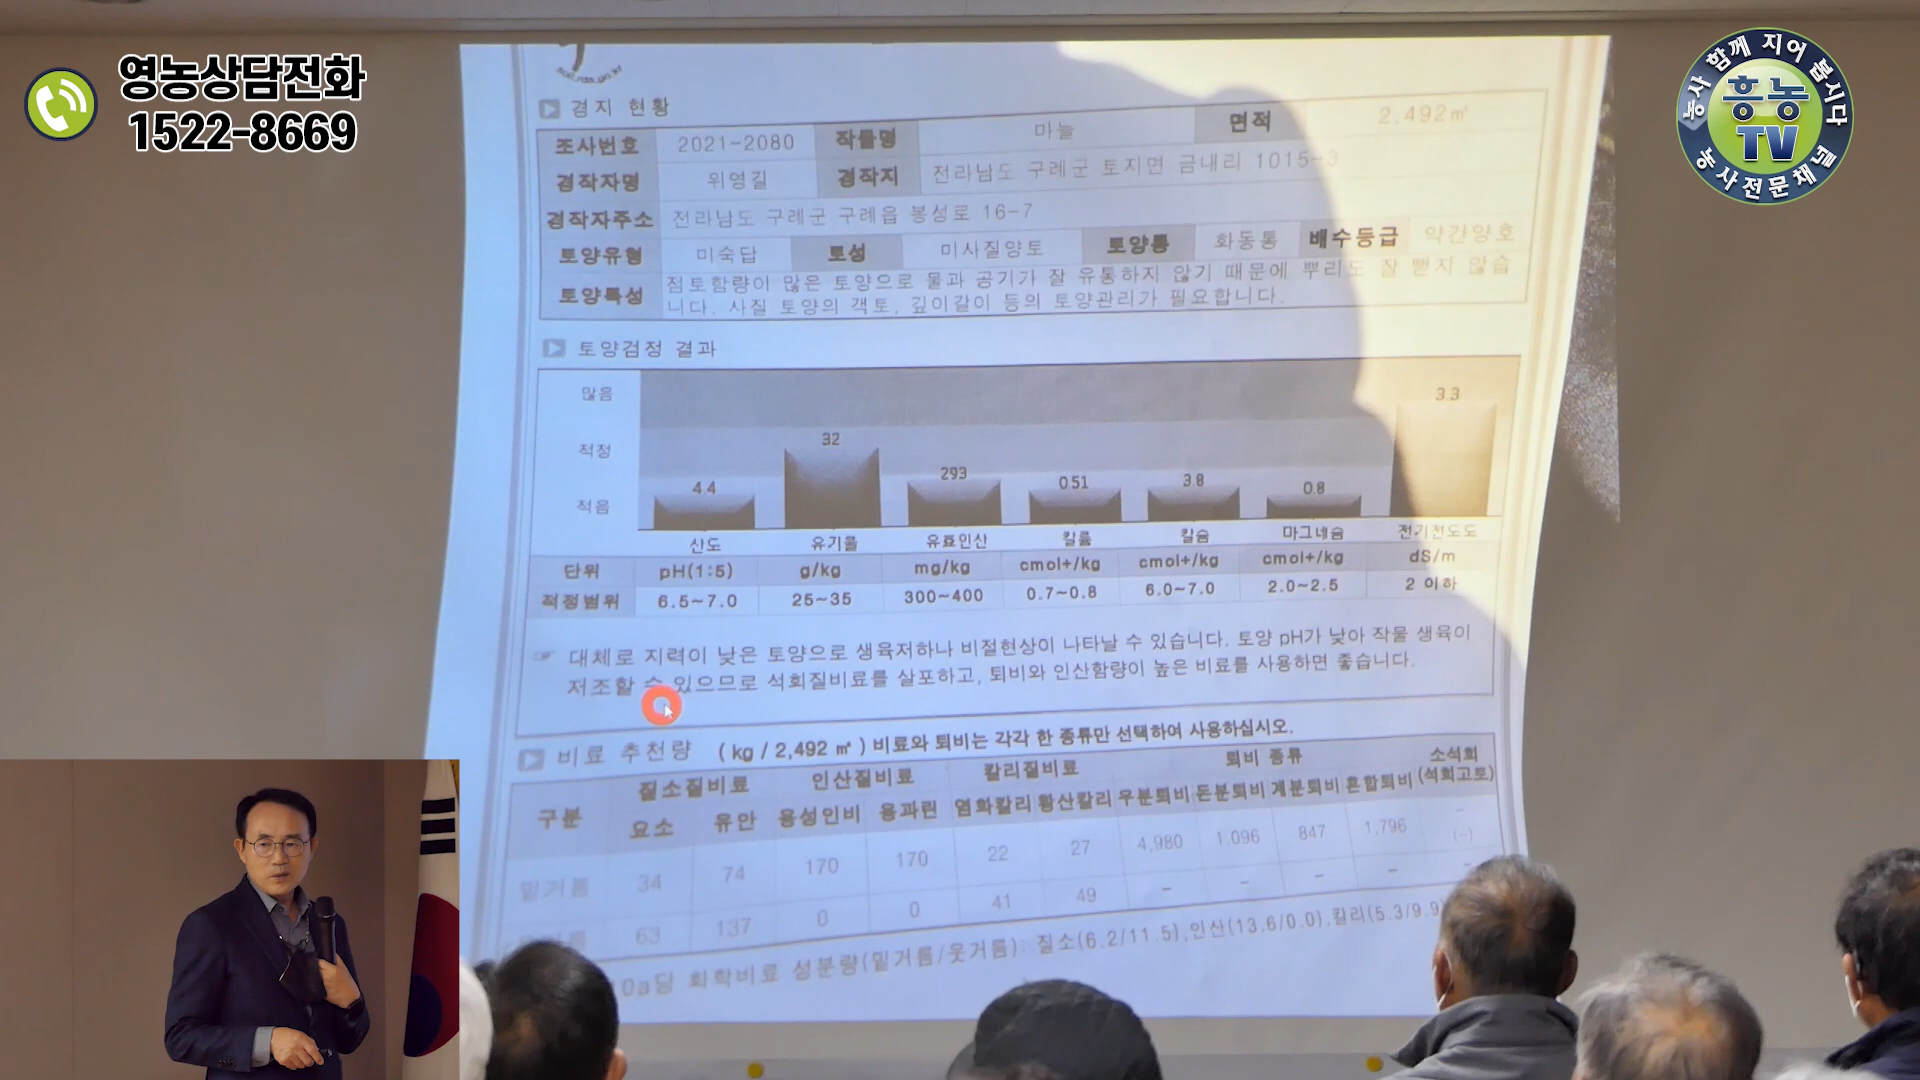 영농상담전화
1522-8669
농사 함께 지어 봅시다
흥농
TV
농사전문채널
soil.rda.go.kr
경지 현황
조사번호 2021-2080 작물명 마늘 면적 2,492㎡
경작자명 위영길 경작지 전라남도 구례군 토지면 금내리 1015-3
경작자주소 전라남도 구례군 구례읍 봉성로 16-7
토양유형 미숙답 토성 미사질양토 토양통 화동통 배수등급 약간양호
토양특성 점토함량이 많은 토양으로 물과 공기가 잘 유통하지 않기 때문에 뿌리도 잘 뻗지 않습
니다. 사질 토양의 객토, 깊이갈이 등의 토양관리가 필요합니다.
토양검정 결과
많음
적정
적음
4.4 32 293 0.51 3.8 0.8 3.3
산도 유기물 유효인산 칼륨 칼슘 마그네슘 전기전도도
단위 pH(1:5) g/kg mg/kg cmol+/kg cmol+/kg cmol+/kg dS/m
적정범위 6.5~7.0 25~35 300~400 0.7~0.8 6.0~7.0 2.0~2.5 2 이하
☞ 대체로 지력이 낮은 토양으로 생육저하나 비절현상이 나타날 수 있습니다. 토양 pH가 낮아 작물 생육이
저조할 수 있으므로 석회질비료를 살포하고, 퇴비와 인산함량이 높은 비료를 사용하면 좋습니다.
비료 추천량 ( kg / 2,492 ㎡ ) 비료와 퇴비는 각각 한 종류만 선택하여 사용하십시오.
구분 질소질비료 인산질비료 칼리질비료 퇴비 종류 소석회
(석회고토)
요소 유안 용성인비 용과린 염화칼리 황산칼리 우분퇴비 돈분퇴비 계분퇴비 혼합퇴비
밑거름 34 74 170 170 22 27 4,980 1,096 847 1,796 -
(-)
63 137 0 0 41 49 - - - - -
0a당 화학비료 성분량(밑거름/웃거름): 질소(6.2/11.5),인산(13.6/0.0),칼리(5.3/9.9)